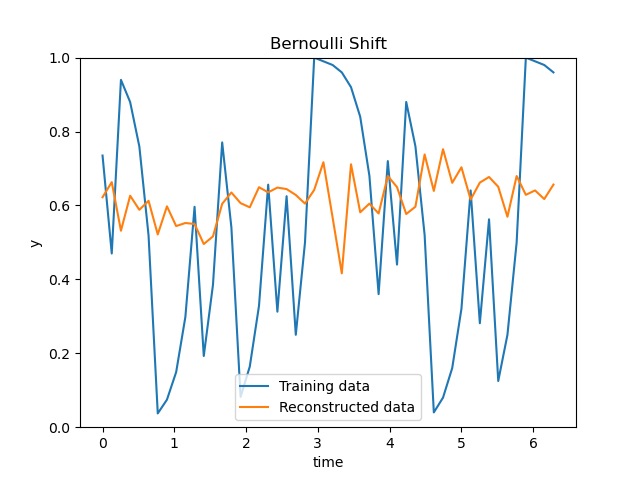 Bernoulli Shift
1.0
0.8
0.6
0.4
0.2
0.0
y
Training data
Reconstructed data
0 1 2 3 4 5 6
time